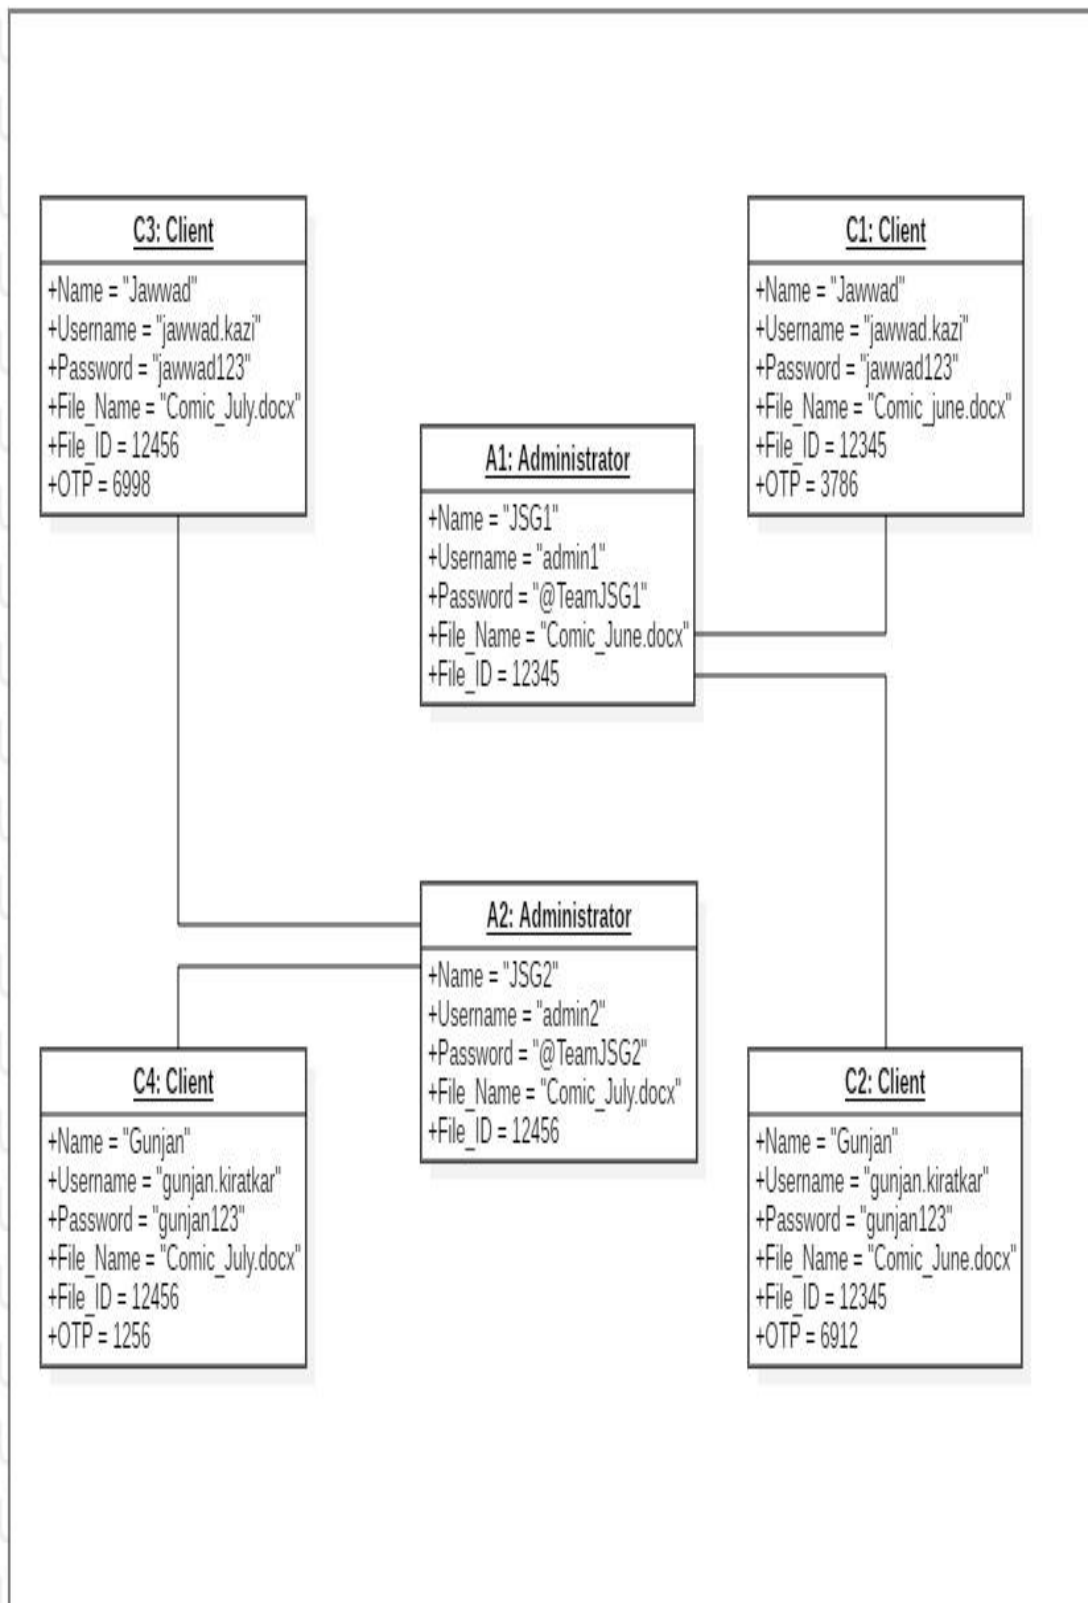 C3: Client
+Name = "Jawwad"
+Username = "jawwad.kazi"
+Password = "jawwad123"
+File_Name = "Comic_July.docx"
+File_ID = 12456
+OTP = 6998
C1: Client
+Name = "Jawwad"
+Username = "jawwad.kazi"
+Password = "jawwad123"
+File_Name = "Comic_june.docx"
+File_ID = 12345
+OTP = 3786
A1: Administrator
+Name = "JSG1"
+Username = "admin1"
+Password = "@TeamJSG1"
+File_Name = "Comic_June.docx"
+File_ID = 12345
A2: Administrator
+Name = "JSG2"
+Username = "admin2"
+Password = "@TeamJSG2"
+File_Name = "Comic_July.docx"
+File_ID = 12456
C4: Client
+Name = "Gunjan"
+Username = "gunjan.kiratkar"
+Password = "gunjan123"
+File_Name = "Comic_July.docx"
+File_ID = 12456
+OTP = 1256
C2: Client
+Name = "Gunjan"
+Username = "gunjan.kiratkar"
+Password = "gunjan123"
+File_Name = "Comic_June.docx"
+File_ID = 12345
+OTP = 6912